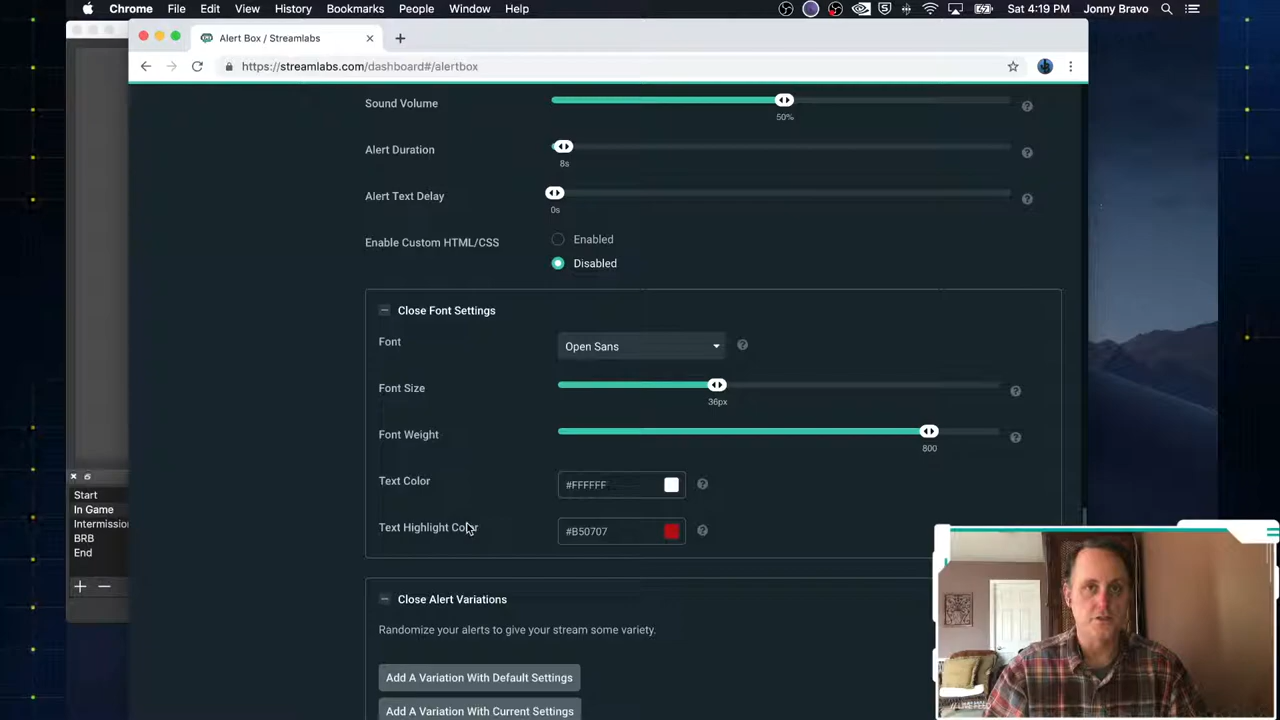 Chrome File Edit View History Bookmarks People Window Help
Sat 4:19 PM Jonny Bravo
Alert Box / Streamlabs
https://streamlabs.com/dashboard#/alertbox
Sound Volume
50%
Alert Duration
8s
Alert Text Delay
0s
Enable Custom HTML/CSS
Enabled
Disabled
Close Font Settings
Font
Open Sans
Font Size
36px
Font Weight
800
Text Color
#FFFFFF
Text Highlight Color
#B50707
Close Alert Variations
Randomize your alerts to give your stream some variety.
Add A Variation With Default Settings
Add A Variation With Current Settings
Start
In Game
Intermission
BRB
End